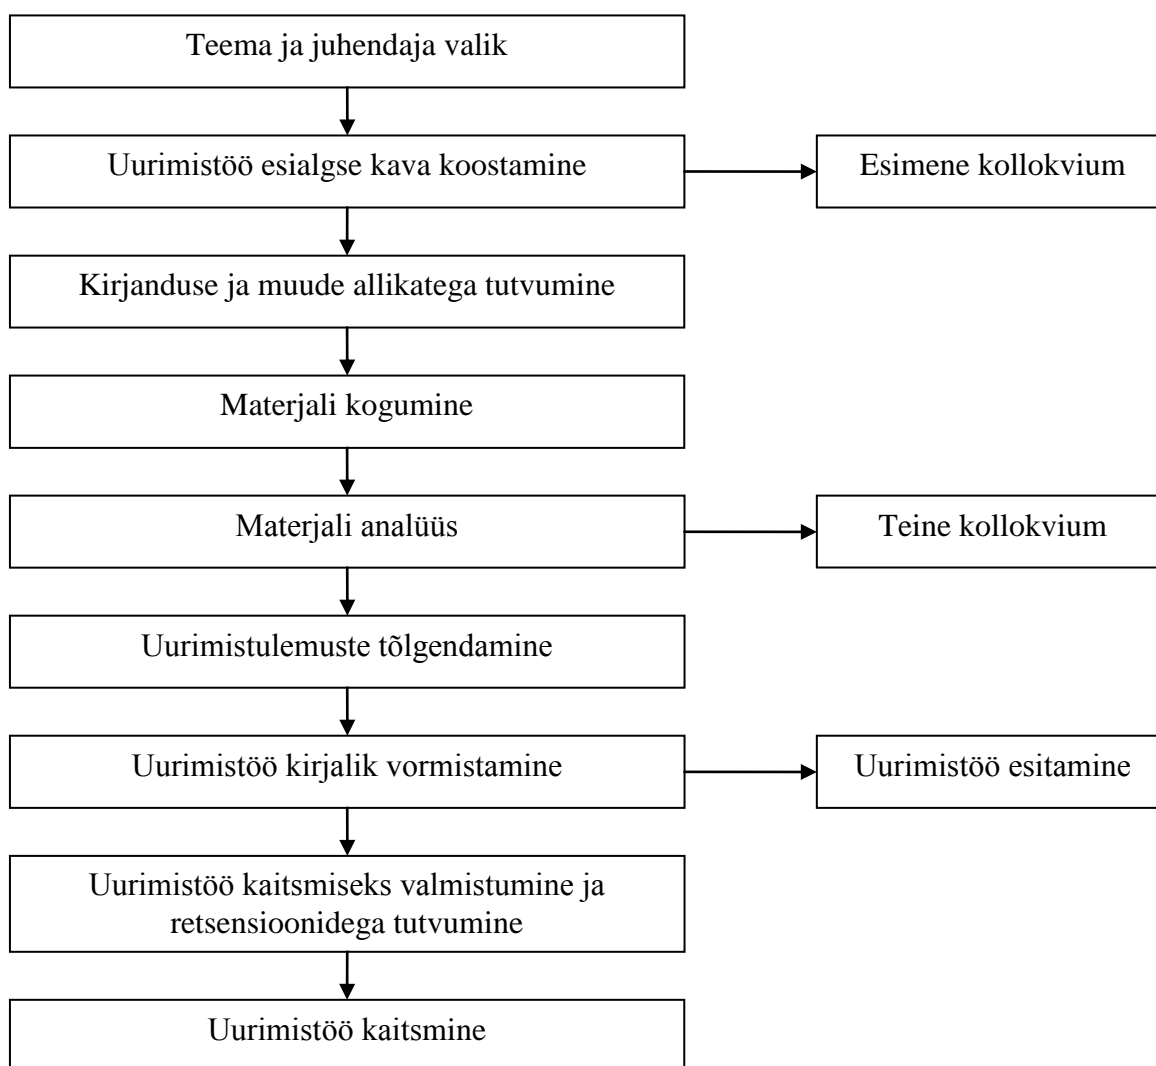 Teema ja juhendaja valik
Uurimistöö esialgse kava koostamine
Esimene kollokvium
Kirjanduse ja muude allikatega tutvumine
Materjali kogumine
Materjali analüüs
Teine kollokvium
Uurimistulemuste tõlgendamine
Uurimistöö kirjalik vormistamine
Uurimistöö esitamine
Uurimistöö kaitsmiseks valmistumine ja
retsensioonidega tutvumine
Uurimistöö kaitsmine